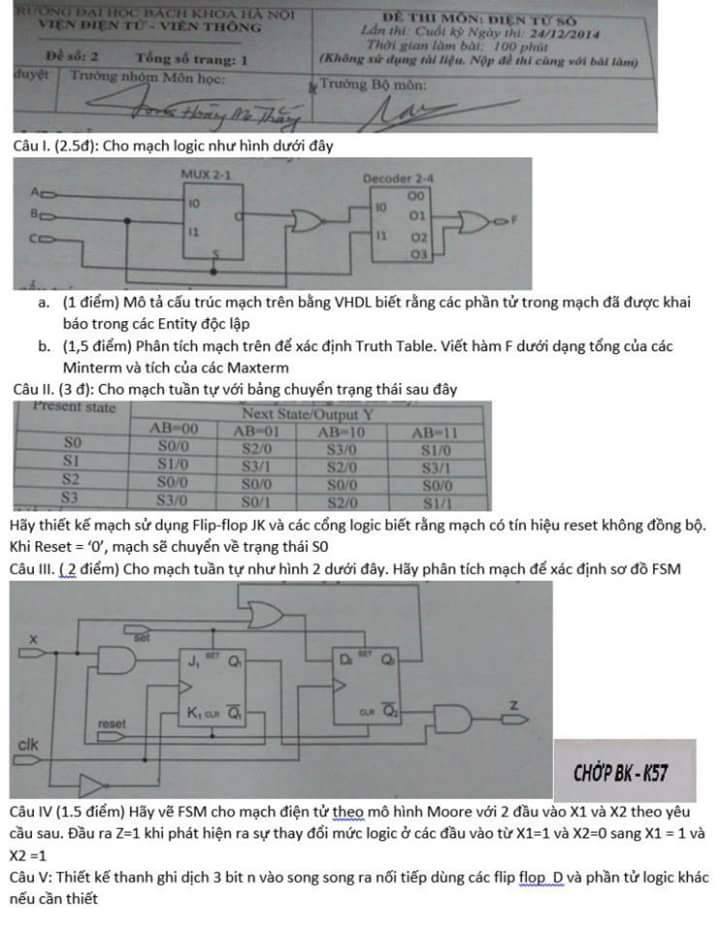 TRƯỜNG ĐẠI HỌC BÁCH KHOA HÀ NỘI
VIỆN ĐIỆN TỬ - VIỄN THÔNG
ĐỀ THI MÔN: ĐIỆN TỬ SỐ
Lần thi: Cuối kỳ Ngày thi: 24/12/2014
Thời gian làm bài: 100 phút
(Không sử dụng tài liệu. Nộp đề thi cùng với bài làm)
Đề số: 2 Tổng số trang: 1
duyệt Trưởng nhóm Môn học:
Trưởng Bộ môn:
Câu I. (2.5đ): Cho mạch logic như hình dưới đây
MUX 2-1
Decoder 2-4
A
B
C
I0
I1
S
I0
I1
O0
O1
O2
O3
F
a. (1 điểm) Mô tả cấu trúc mạch trên bằng VHDL biết rằng các phần tử trong mạch đã được khai
báo trong các Entity độc lập
b. (1,5 điểm) Phân tích mạch trên để xác định Truth Table. Viết hàm F dưới dạng tổng của các
Minterm và tích của các Maxterm
Câu II. (3 đ): Cho mạch tuần tự với bảng chuyển trạng thái sau đây
Present state Next State/Output Y
AB=00 AB=01 AB=10 AB=11
S0 S0/0 S2/0 S3/0 S1/0
S1 S1/0 S3/1 S2/0 S3/1
S2 S0/0 S0/0 S0/0 S0/0
S3 S3/0 S0/1 S2/0 S1/1
Hãy thiết kế mạch sử dụng Flip-flop JK và các cổng logic biết rằng mạch có tín hiệu reset không đồng bộ.
Khi Reset = ‘0’, mạch sẽ chuyển về trạng thái S0
Câu III. ( 2 điểm) Cho mạch tuần tự như hình 2 dưới đây. Hãy phân tích mạch để xác định sơ đồ FSM
X
set
J₁ SET Q₁
K₁ CLR Q̅₁
D₂ SET Q₂
CLR Q̅₂
Z
reset
clk
CHỚP BK - K57
Câu IV (1.5 điểm) Hãy vẽ FSM cho mạch điện tử theo mô hình Moore với 2 đầu vào X1 và X2 theo yêu
cầu sau. Đầu ra Z=1 khi phát hiện ra sự thay đổi mức logic ở các đầu vào từ X1=1 và X2=0 sang X1 = 1 và
X2 =1
Câu V: Thiết kế thanh ghi dịch 3 bit n vào song song ra nối tiếp dùng các flip flop D và phần tử logic khác
nếu cần thiết